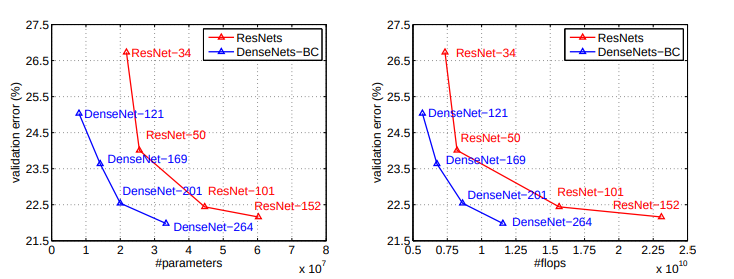 27.5
26.5
25.5
24.5
23.5
22.5
21.5
validation error (%)
ResNets
DenseNets−BC
ResNet−34
DenseNet−121
ResNet−50
DenseNet−169
DenseNet−201
ResNet−101
ResNet−152
DenseNet−264
0 1 2 3 4 5 6 7 8
#parameters
x 10^7
27.5
26.5
25.5
24.5
23.5
22.5
21.5
validation error (%)
ResNets
DenseNets−BC
ResNet−34
DenseNet−121
ResNet−50
DenseNet−169
DenseNet−201
ResNet−101
ResNet−152
DenseNet−264
0.5 0.75 1 1.25 1.5 1.75 2 2.25 2.5
#flops
x 10^10